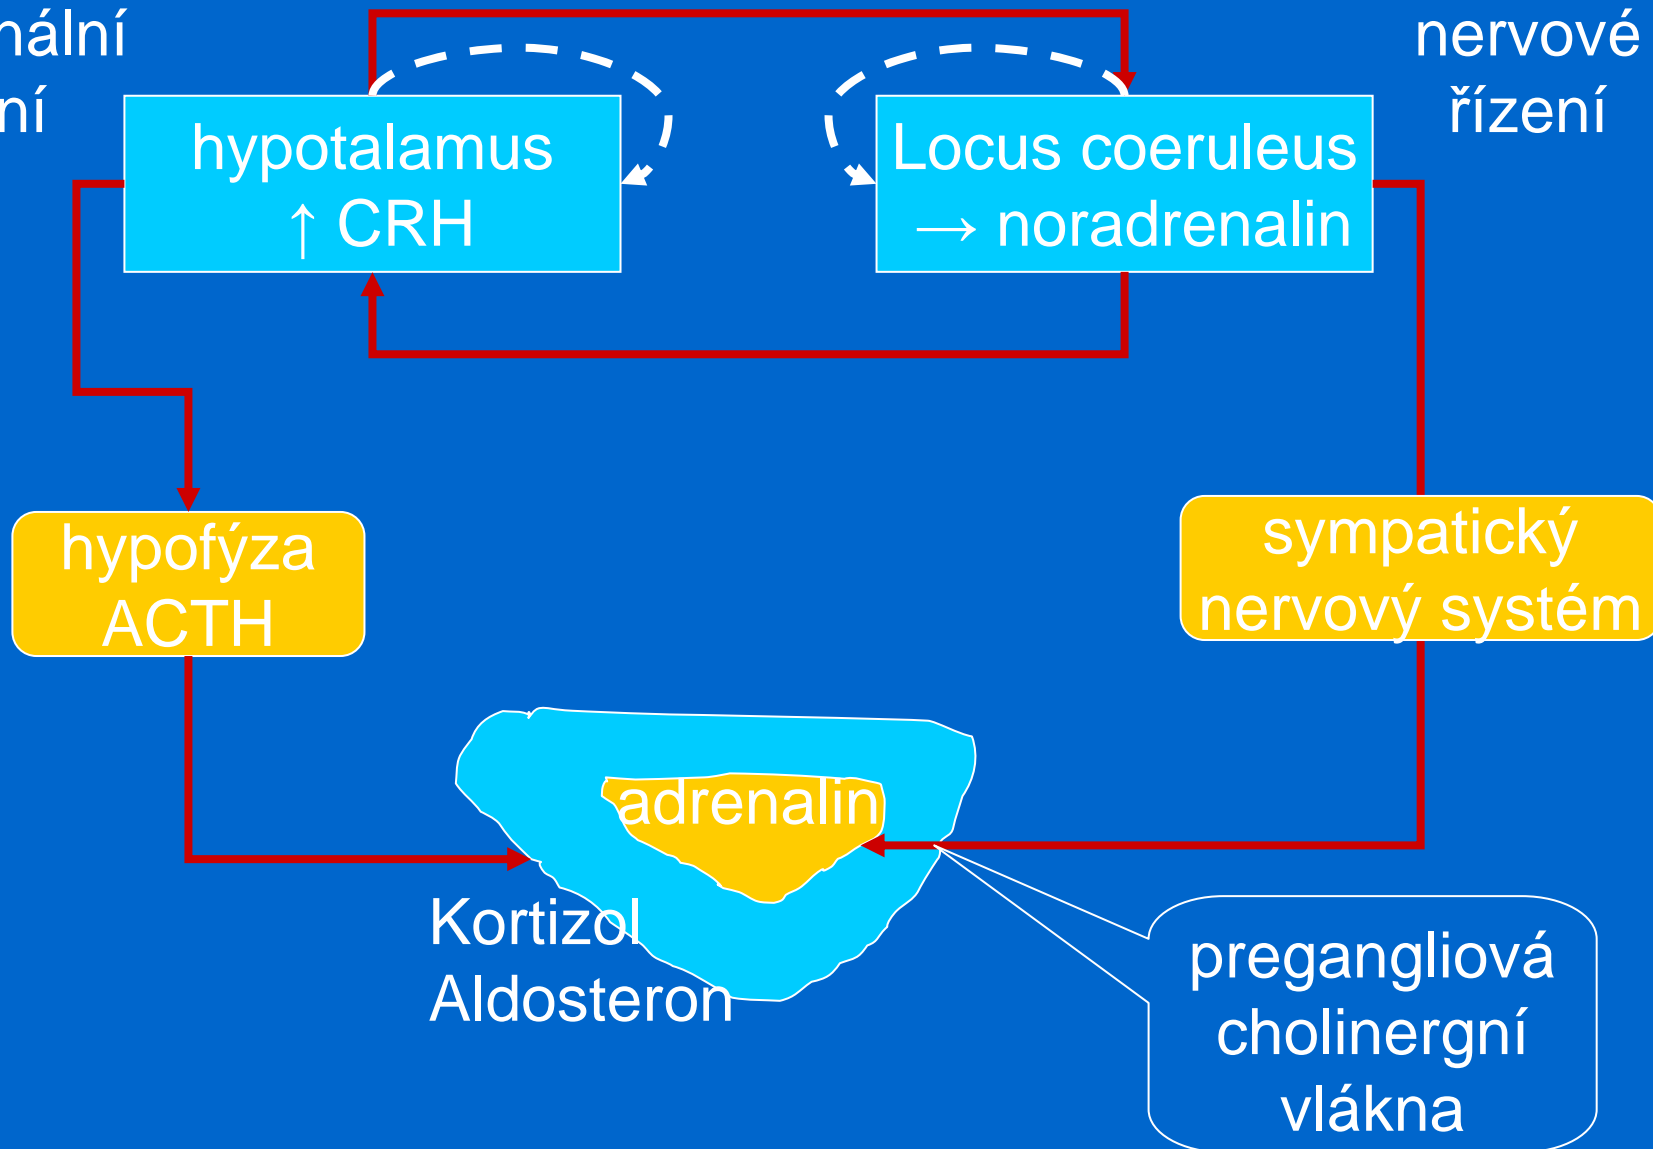 nální
ní
nervové
řízení
hypotalamus
↑ CRH
Locus coeruleus
→ noradrenalin
hypofýza
ACTH
sympatický
nervový systém
adrenalin
Kortizol
Aldosteron
pregangliová
cholinergní
vlákna